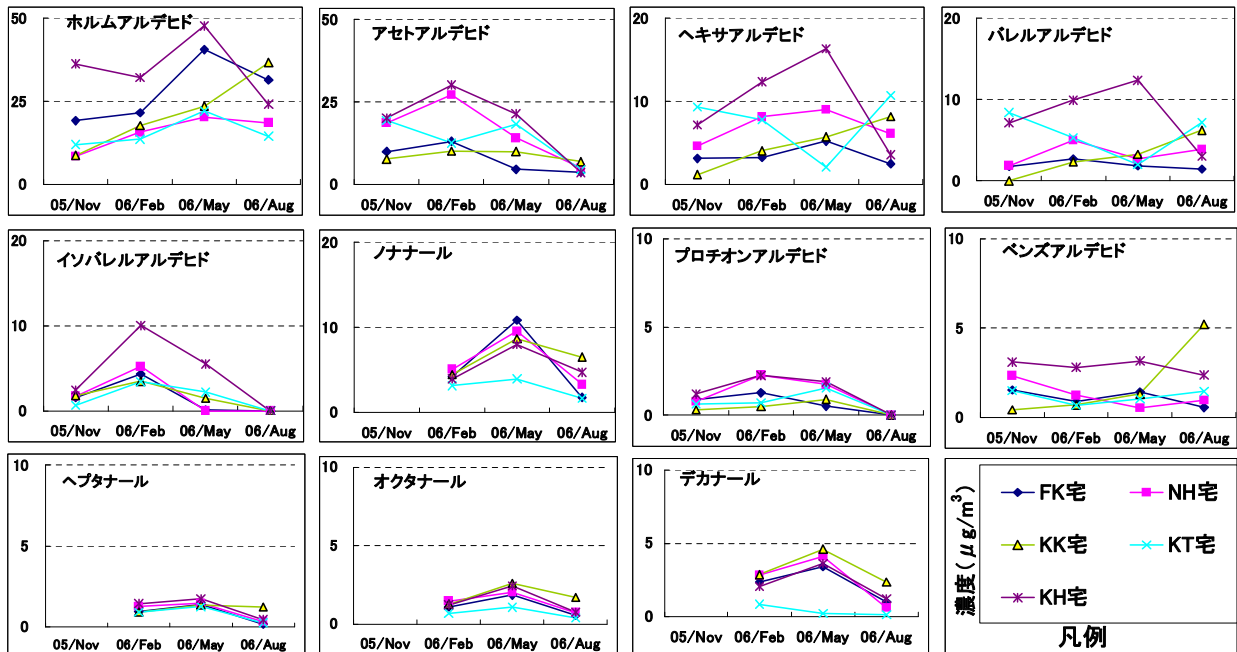 ホルムアルデヒド
50
25
0
05/Nov 06/Feb 06/May 06/Aug
アセトアルデヒド
50
25
0
05/Nov 06/Feb 06/May 06/Aug
ヘキサアルデヒド
20
10
0
05/Nov 06/Feb 06/May 06/Aug
バレルアルデヒド
20
10
0
05/Nov 06/Feb 06/May 06/Aug
イソバレルアルデヒド
20
10
0
05/Nov 06/Feb 06/May 06/Aug
ノナナール
20
10
0
05/Nov 06/Feb 06/May 06/Aug
プロチオンアルデヒド
10
5
0
05/Nov 06/Feb 06/May 06/Aug
ベンズアルデヒド
10
5
0
05/Nov 06/Feb 06/May 06/Aug
ヘプタナール
10
5
0
05/Nov 06/Feb 06/May 06/Aug
オクタナール
10
5
0
05/Nov 06/Feb 06/May 06/Aug
デカナール
10
5
0
05/Nov 06/Feb 06/May 06/Aug
濃度(μg/m³)
FK宅 NH宅
KK宅 KT宅
KH宅
凡例